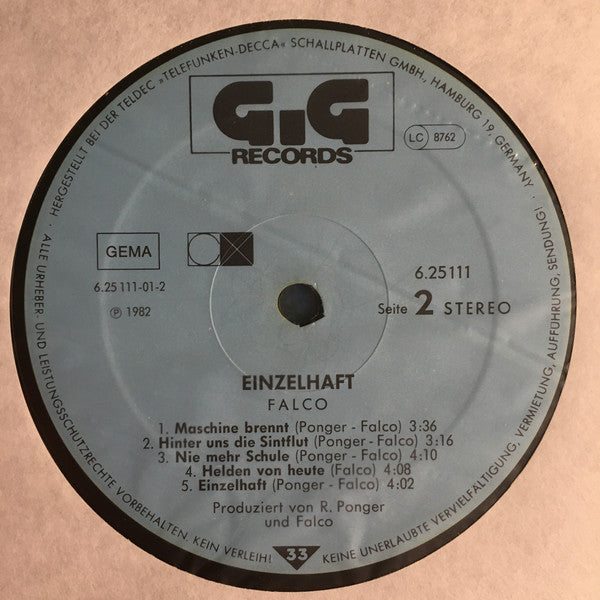 HERGESTELLT BEI DER TELDEC »TELEFUNKEN-DECCA« SCHALLPLATTEN GMBH., HAMBURG 19, GERMANY ·
GiG
RECORDS
LC 8762
GEMA
6.25 111-01-2
℗ 1982
6.25111
Seite 2 STEREO
EINZELHAFT
FALCO
1. Maschine brennt (Ponger - Falco) 3:36
2. Hinter uns die Sintflut (Ponger - Falco) 3:16
3. Nie mehr Schule (Ponger - Falco) 4:10
4. Helden von heute (Falco) 4:08
5. Einzelhaft (Ponger - Falco) 4:02
Produziert von R. Ponger
und Falco
· ALLE URHEBER- UND LEISTUNGSSCHUTZRECHTE VORBEHALTEN. KEIN VERLEIH!
33
KEINE UNERLAUBTE VERVIELFÄLTIGUNG, VERMIETUNG, AUFFÜHRUNG, SENDUNG!